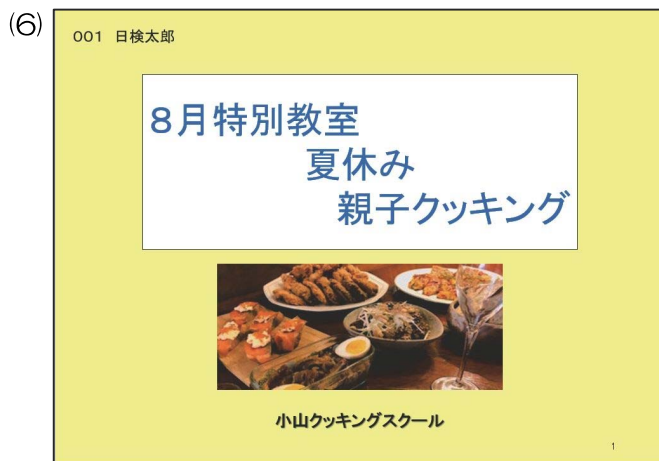 (6)
001 日検太郎
8月特別教室
夏休み
親子クッキング
小山クッキングスクール
1